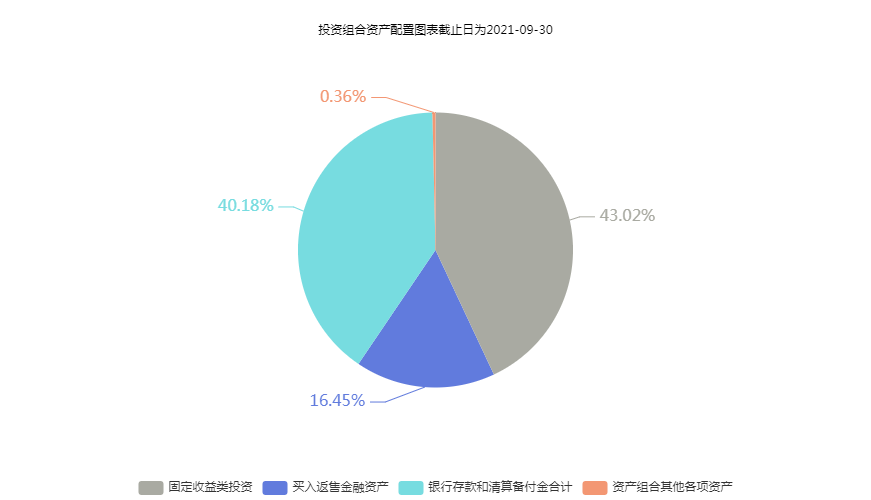 投资组合资产配置图表截止日为2021-09-30
0.36%
40.18%
43.02%
16.45%
固定收益类投资
买入返售金融资产
银行存款和清算备付金合计
资产组合其他各项资产